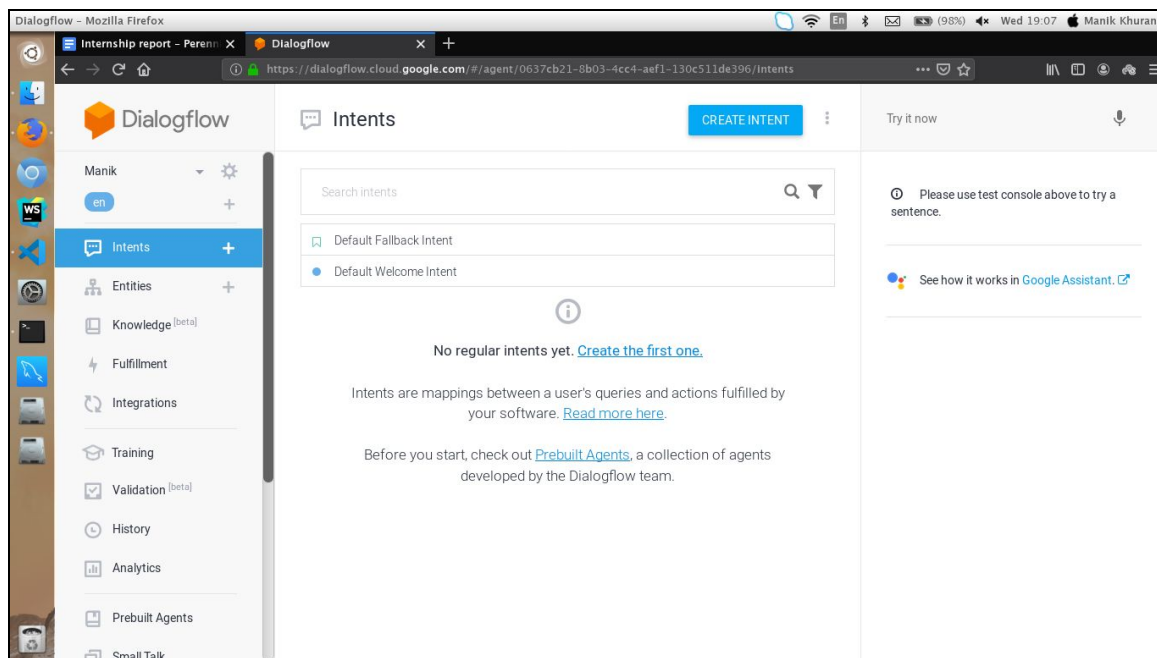 Dialogflow - Mozilla Firefox
En (98%) Wed 19:07 Manik Khuran
Internship report - Perenn
Dialogflow
https://dialogflow.cloud.google.com/#/agent/0637cb21-8b03-4cc4-aef1-130c511de396/intents
Dialogflow
Manik
en
Intents
Entities
Knowledge [beta]
Fulfillment
Integrations
Training
Validation [beta]
History
Analytics
Prebuilt Agents
Small Talk
Intents
CREATE INTENT
Search intents
Default Fallback Intent
Default Welcome Intent
No regular intents yet. Create the first one.
Intents are mappings between a user's queries and actions fulfilled by
your software. Read more here.
Before you start, check out Prebuilt Agents, a collection of agents
developed by the Dialogflow team.
Try it now
Please use test console above to try a
sentence.
See how it works in Google Assistant.
WS